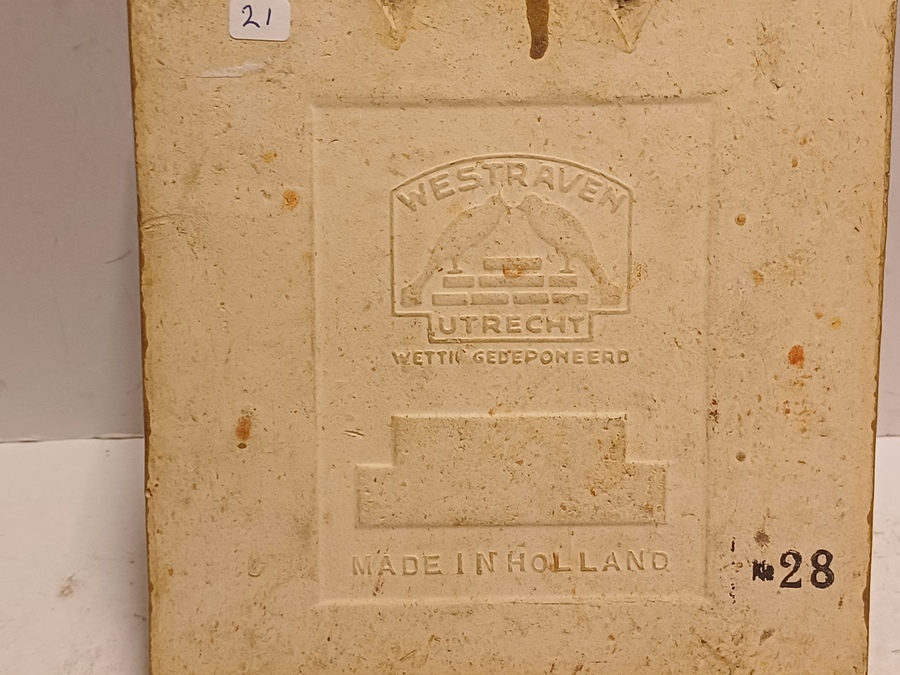 21
WESTRAVEN
UTRECHT
WETTIG GEDEPONEERD
MADE IN HOLLAND
№ 28